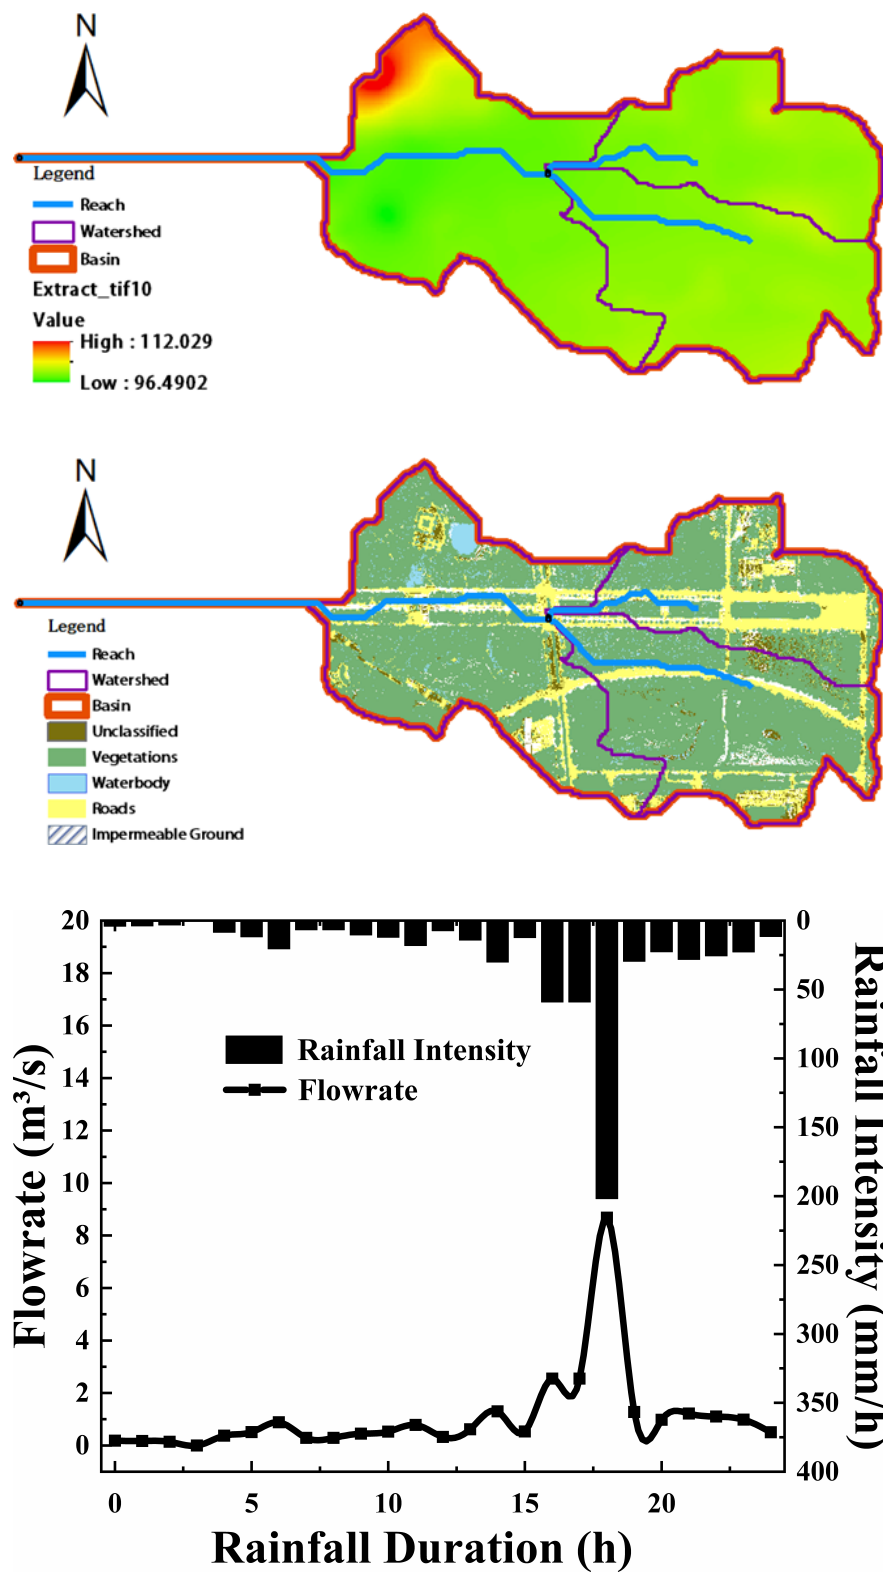 N
Legend
Reach
Watershed
Basin
Extract_tif10
Value
High : 112.029
Low : 96.4902
N
Legend
Reach
Watershed
Basin
Unclassified
Vegetations
Waterbody
Roads
Impermeable Ground
20
18
16
14
12
10
8
6
4
2
0
Flowrate (m³/s)
Rainfall Intensity
Flowrate
0
50
100
150
200
250
300
350
400
Rainfall Intensity (mm/h)
0
5
10
15
20
Rainfall Duration (h)